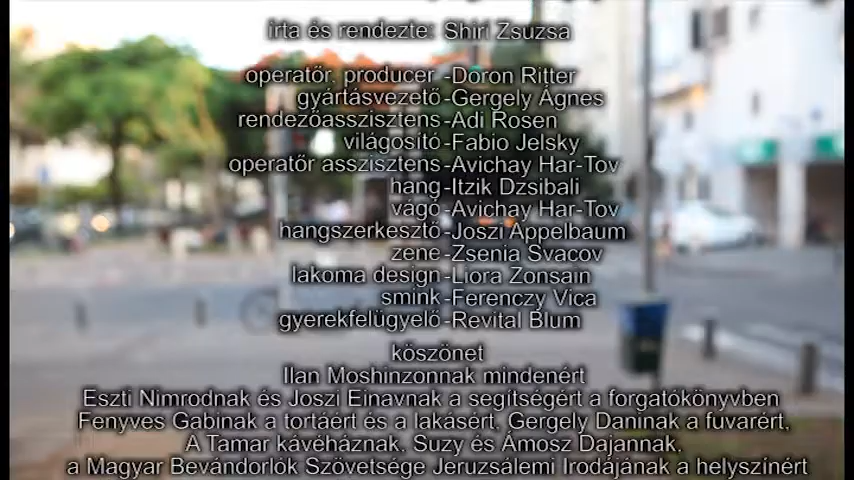 írta és rendezte: Shiri Zsuzsa
operatőr, producer -Doron Ritter
gyártásvezető -Gergely Ágnes
rendezőasszisztens -Adi Rosen
világosító -Fabio Jelsky
operatőr asszisztens -Avichay Har-Tov
hang -Itzik Dzsibali
vágó -Avichay Har-Tov
hangszerkesztő -Joszi Appelbaum
zene -Zsenia Svacov
lakoma design -Liora Zonsain
smink -Ferenczy Vica
gyerekfelügyelő -Revital Blum
köszönet
Ilan Moshinzonnak mindenért
Eszti Nimrodnak és Joszi Einavnak a segítségért a forgatókönyvben
Fenyves Gabinak a tortáért és a lakásért, Gergely Daninak a fuvarért,
A Tamar kávéháznak, Suzy és Ámosz Dajannak,
a Magyar Bevándorlók Szövetsége Jeruzsálemi Irodájának a helyszínért